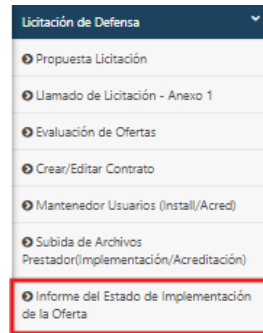 Licitación de Defensa
Propuesta Licitación
Llamado de Licitación - Anexo 1
Evaluación de Ofertas
Crear/Editar Contrato
Mantenedor Usuarios (Install/Acred)
Subida de Archivos
Prestador(Implementación/Acreditación)
Informe del Estado de Implementación
de la Oferta